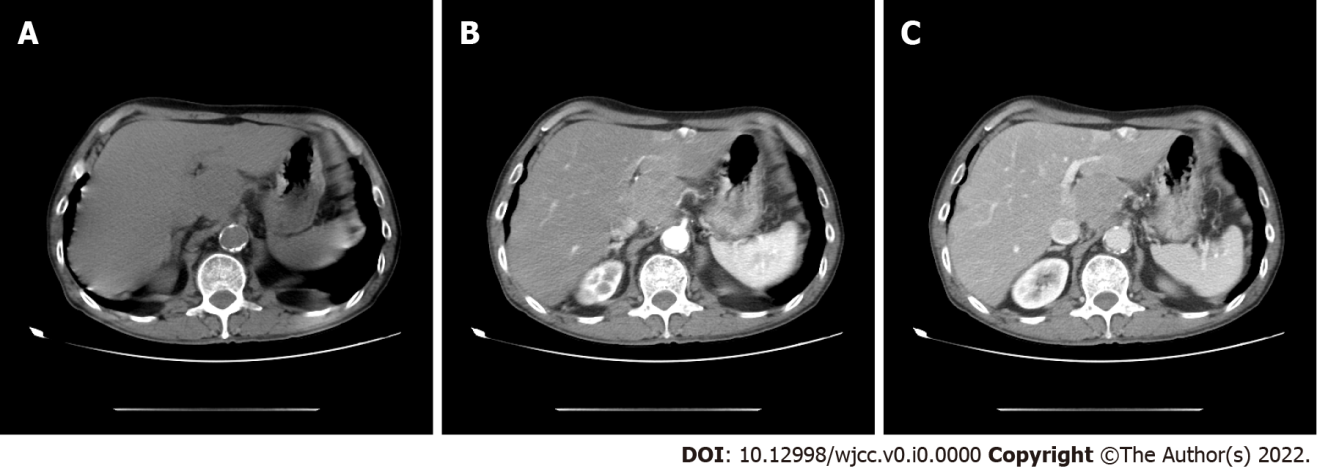 A
B
C
DOI: 10.12998/wjcc.v0.i0.0000 Copyright ©The Author(s) 2022.